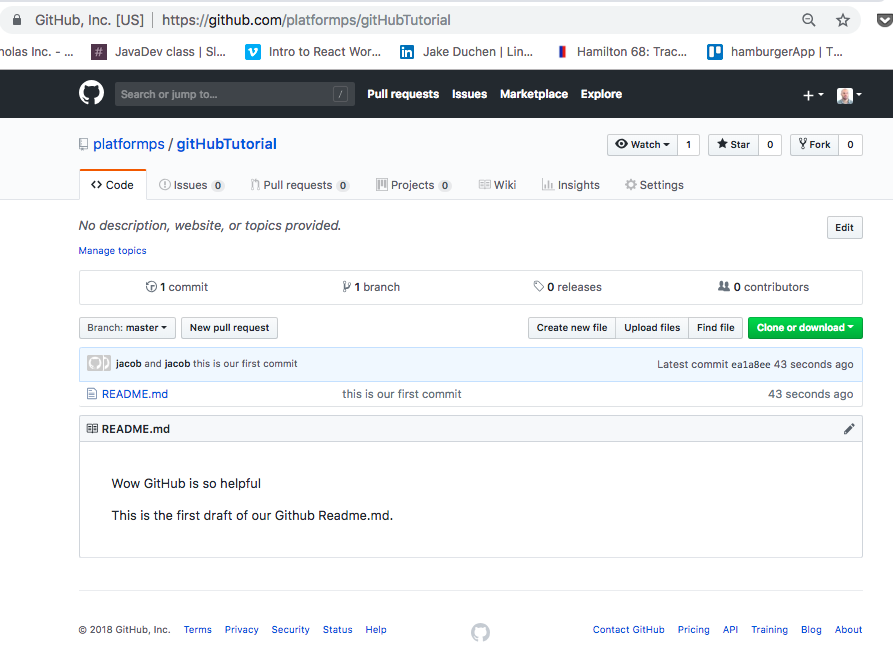 GitHub, Inc. [US] | https://github.com/platformps/gitHubTutorial
nolas Inc. - ... # JavaDev class | Sl... Intro to React Wor... in Jake Duchen | Lin... Hamilton 68: Trac... hamburgerApp | T...
Search or jump to... / Pull requests Issues Marketplace Explore +
platformps / gitHubTutorial Watch 1 Star 0 Fork 0
<> Code Issues 0 Pull requests 0 Projects 0 Wiki Insights Settings
No description, website, or topics provided. Edit
Manage topics
1 commit 1 branch 0 releases 0 contributors
Branch: master New pull request Create new file Upload files Find file Clone or download
jacob and jacob this is our first commit Latest commit ea1a8ee 43 seconds ago
README.md this is our first commit 43 seconds ago
README.md
Wow GitHub is so helpful
This is the first draft of our Github Readme.md.
© 2018 GitHub, Inc. Terms Privacy Security Status Help Contact GitHub Pricing API Training Blog About